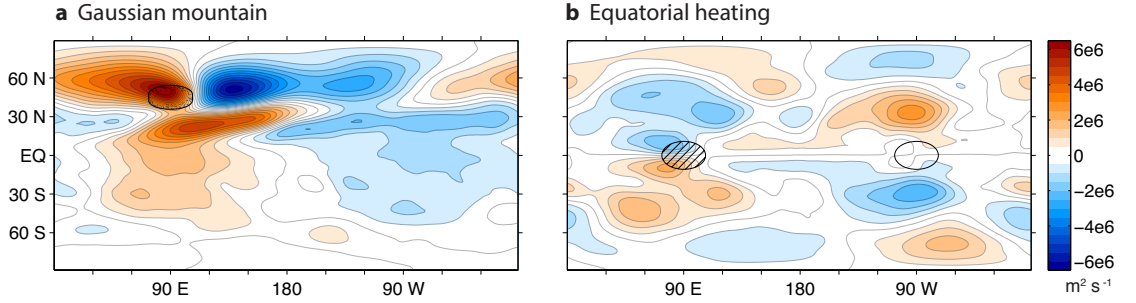 a Gaussian mountain
b Equatorial heating
60 N
30 N
EQ
30 S
60 S
90 E 180 90 W
90 E 180 90 W
6e6
4e6
2e6
0
−2e6
−4e6
−6e6
m² s⁻¹